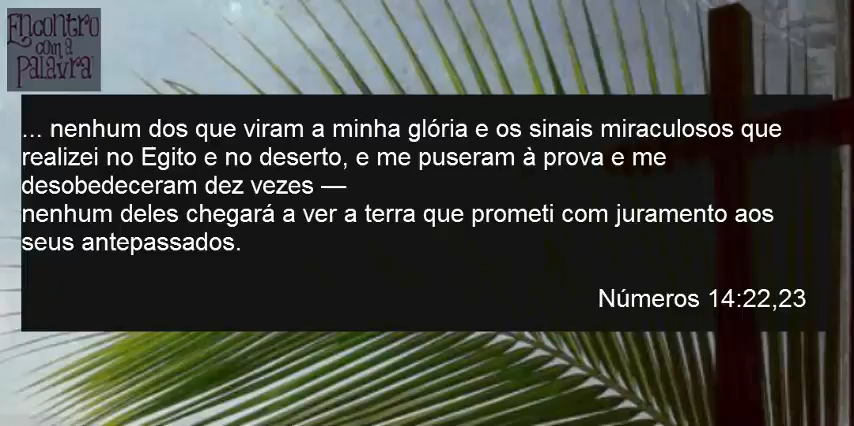 Encontro
com a
Palavra
... nenhum dos que viram a minha glória e os sinais miraculosos que
realizei no Egito e no deserto, e me puseram à prova e me
desobedeceram dez vezes —
nenhum deles chegará a ver a terra que prometi com juramento aos
seus antepassados.
Números 14:22,23